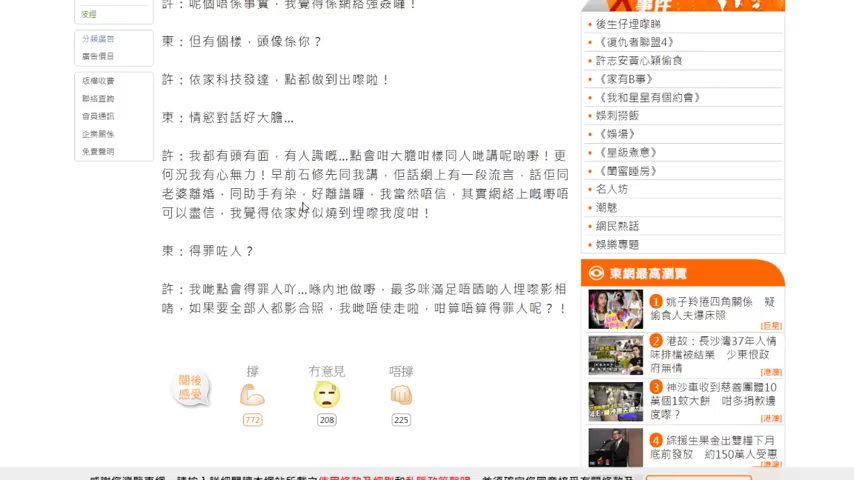 許：呢個唔係事實，我覺得係網絡強姦囉！
東：但有個樣，頭像係你？
許：依家科技發達，點都做到出嚟啦！
東：情慾對話好大膽…
許：我都有頭有面，有人識嘅…點會咁大膽咁樣同人哋講呢啲嘢！更
何況我有心無力！早前石修先同我講，佢話網上有一段流言，話佢同
老婆離婚，同助手有染，好離譜囉，我當然唔信，其實網絡上嘅嘢唔
可以盡信，我覺得依家好似燒到埋嚟我度咁！
東：得罪咗人？
許：我哋點會得罪人吖…喺內地做嘢，最多咪滿足唔晒啲人埋嚟影相
啫，如果要全部人都影合照，我哋唔使走啦，咁算唔算得罪人呢？！
閱後
感受
撐
772
冇意見
208
唔撐
225
波經
分類廣告
廣告價目
版權收費
聯絡查詢
會員通訊
企業關係
免責聲明
事件
後生仔埋嚟睇
《復仇者聯盟4》
許志安黃心穎偷食
《家有B事》
《我和星星有個約會》
娛刺撈飯
《娛場》
《星級煮意》
《閨蜜睡房》
名人坊
潮魅
網民熱話
娛樂專題
東網最高瀏覽
1 姚子羚捲四角關係 疑
偷食人夫爆床照
[巨星]
2 港故：長沙灣37年人情
味排檔被結業 少東恨政
府無情
[港澳]
3 神沙車收到慈善團體10
萬個1蚊大餅 咁多捐款邊
度嚟？
[港澳]
4 綜援生果金出雙糧下月
底前發放 約150萬人受惠
[港澳]